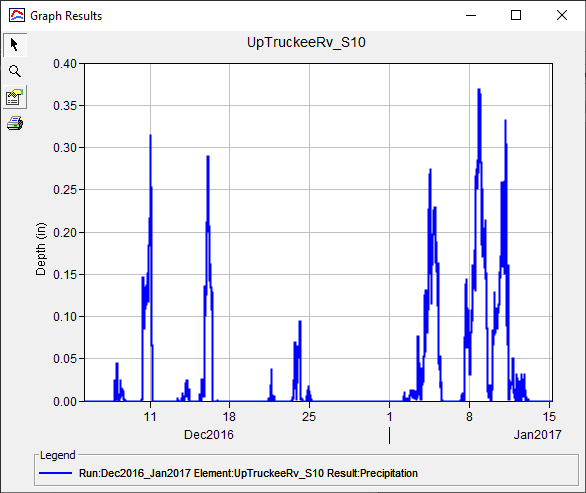 Graph Results
UpTruckeeRv_S10
0.40
0.35
0.30
0.25
0.20
0.15
0.10
0.05
0.00
Depth (in)
11 18 25 1 8 15
Dec2016 Jan2017
Legend
Run:Dec2016_Jan2017 Element:UpTruckeeRv_S10 Result:Precipitation